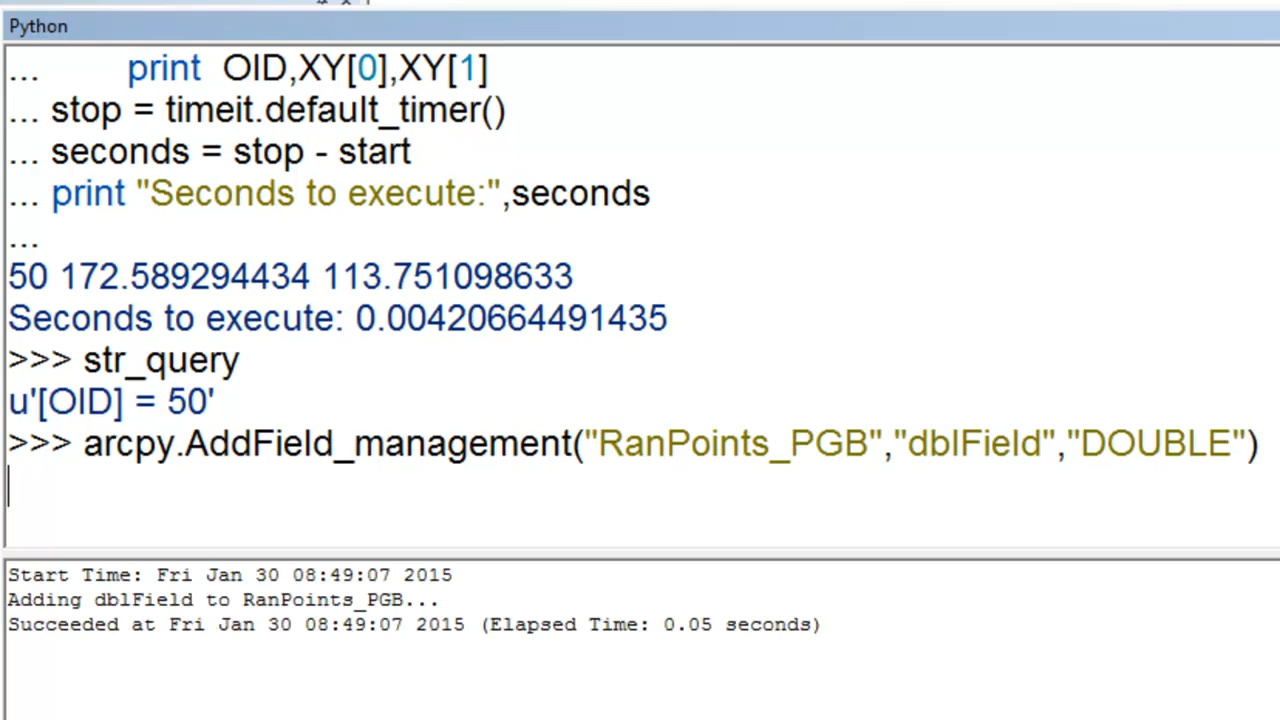 Python
... print OID,XY[0],XY[1]
... stop = timeit.default_timer()
... seconds = stop - start
... print "Seconds to execute:",seconds
...
50 172.589294434 113.751098633
Seconds to execute: 0.00420664491435
>>> str_query
u'[OID] = 50'
>>> arcpy.AddField_management("RanPoints_PGB","dblField","DOUBLE")
Start Time: Fri Jan 30 08:49:07 2015
Adding dblField to RanPoints_PGB...
Succeeded at Fri Jan 30 08:49:07 2015 (Elapsed Time: 0.05 seconds)